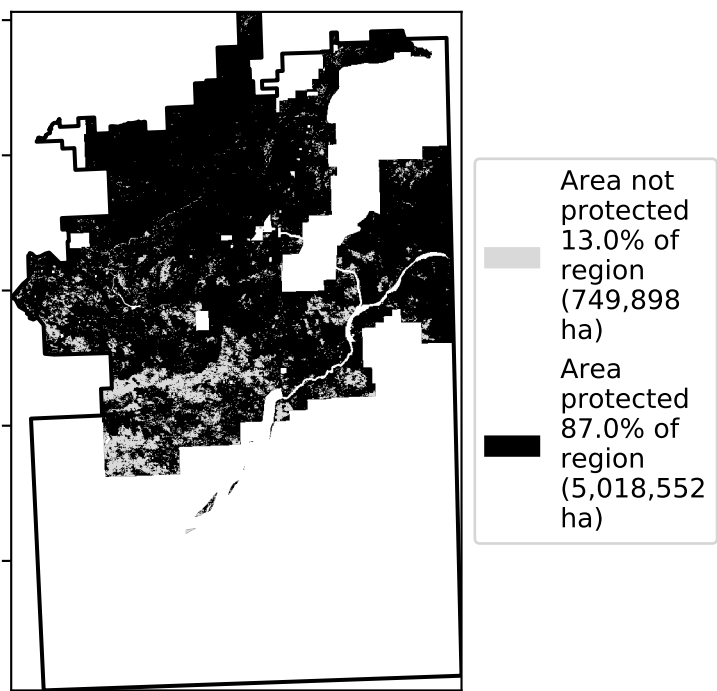 Area not
protected
13.0% of
region
(749,898
ha)
Area
protected
87.0% of
region
(5,018,552
ha)